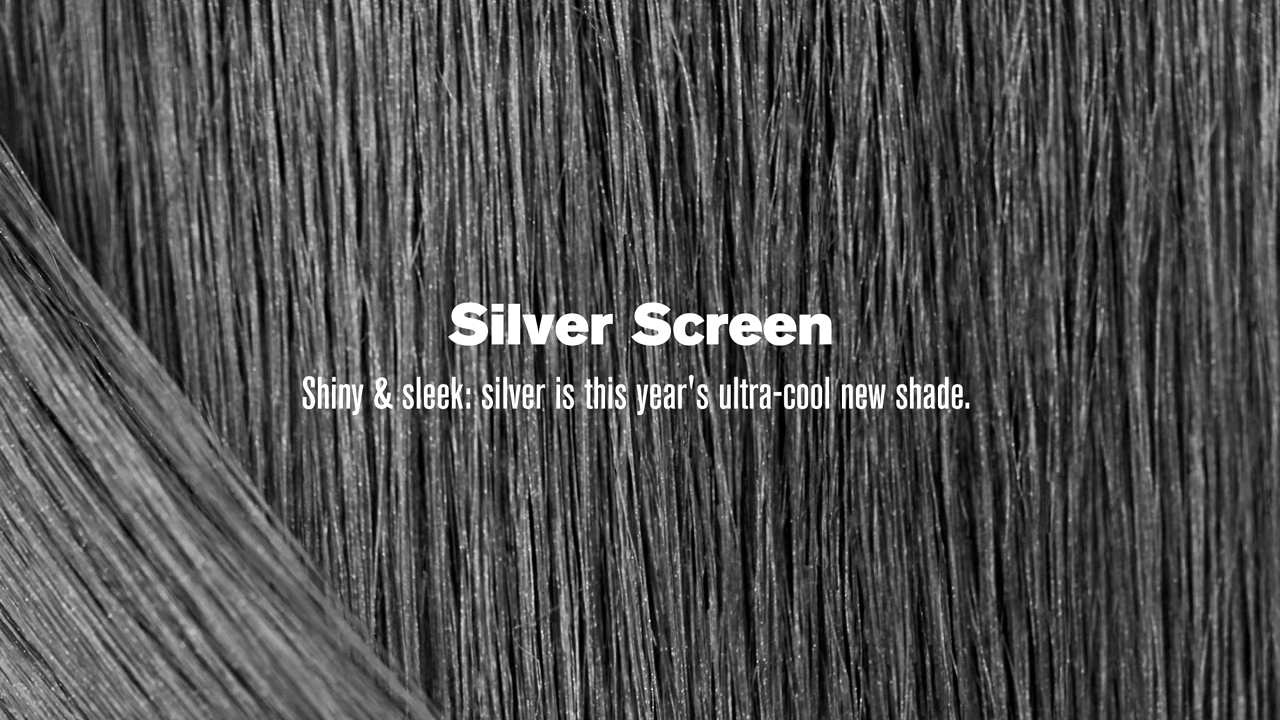 Silver Screen
Shiny & sleek: silver is this year's ultra-cool new shade.